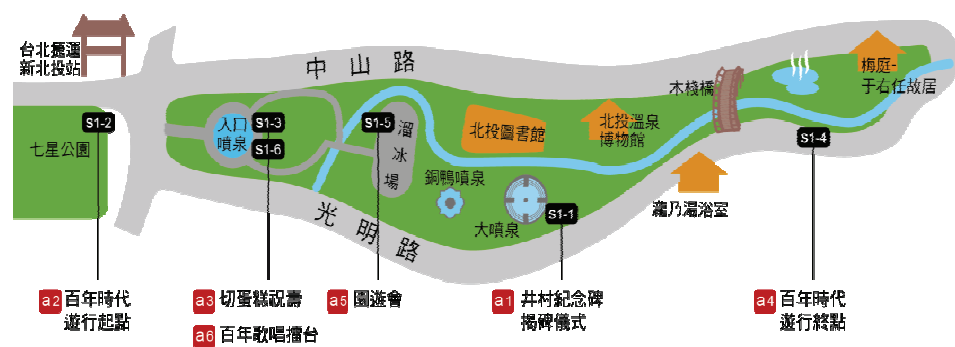 台北捷運
新北投站
中山路
S1-2
七星公園
入口
噴泉
S1-3
S1-6
S1-5
溜冰場
北投圖書館
北投溫泉
博物館
木棧橋
梅庭-
于右任故居
S1-4
銅鴨噴泉
大噴泉
S1-1
瀧乃湯浴室
光明路
a2 百年時代
遊行起點
a3 切蛋糕祝壽
a6 百年歌唱擂台
a5 園遊會
a1 井村紀念碑
揭碑儀式
a4 百年時代
遊行終點